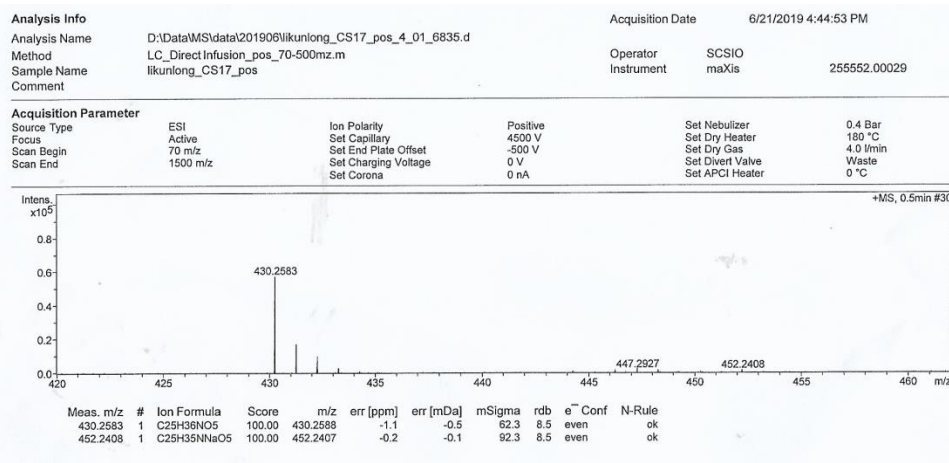 Analysis Info
Acquisition Date 6/21/2019 4:44:53 PM
Analysis Name D:\Data\MS\data\201906\likunlong_CS17_pos_4_01_6835.d
Method LC_Direct Infusion_pos_70-500mz.m
Operator SCSIO
Sample Name likunlong_CS17_pos
Instrument maXis 255552.00029
Comment
Acquisition Parameter
Source Type ESI Ion Polarity Positive Set Nebulizer 0.4 Bar
Focus Active Set Capillary 4500 V Set Dry Heater 180 °C
Scan Begin 70 m/z Set End Plate Offset -500 V Set Dry Gas 4.0 l/min
Scan End 1500 m/z Set Charging Voltage 0 V Set Divert Valve Waste
Set Corona 0 nA Set APCI Heater 0 °C
Intens.
x10⁵
+MS, 0.5min #30
0.8
0.6
430.2583
0.4
0.2
447.2927 452.2408
0.0
420 425 430 435 440 445 450 455 460 m/z
Meas. m/z # Ion Formula Score m/z err [ppm] err [mDa] mSigma rdb e⁻ Conf N-Rule
430.2583 1 C25H36NO5 100.00 430.2588 -1.1 -0.5 62.3 8.5 even ok
452.2408 1 C25H35NNaO5 100.00 452.2407 -0.2 -0.1 92.3 8.5 even ok